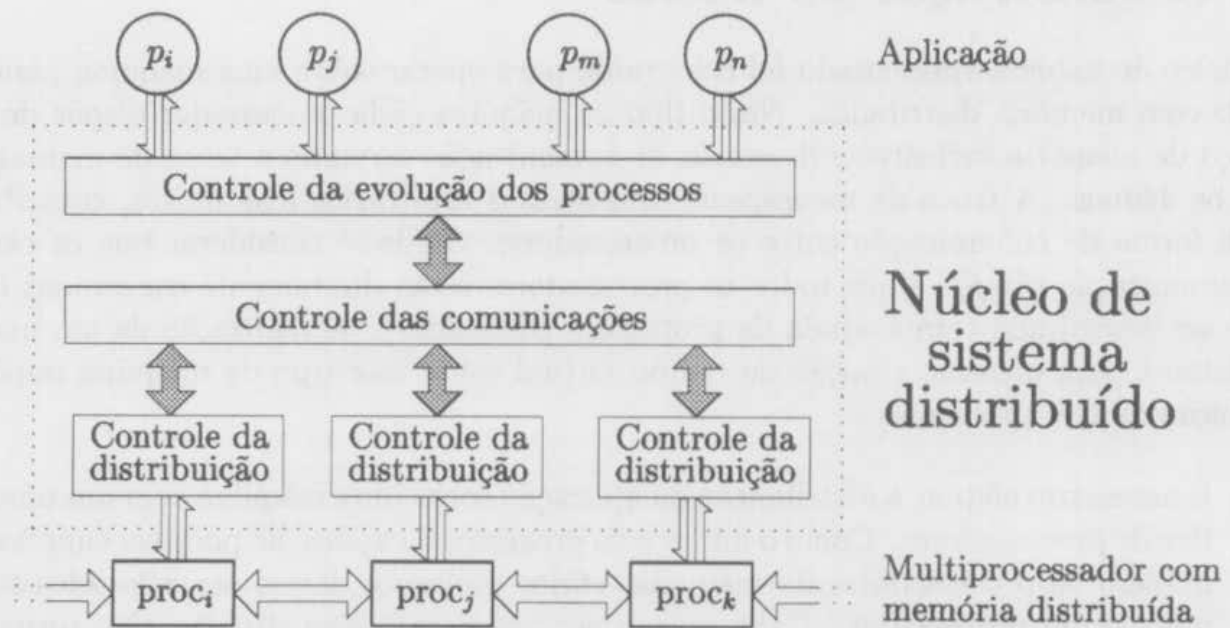 p_i p_j p_m p_n Aplicação
Controle da evolução dos processos
Controle das comunicações
Núcleo de
sistema
distribuído
Controle da distribuição
Controle da distribuição
Controle da distribuição
proc_i proc_j proc_k
Multiprocessador com
memória distribuída